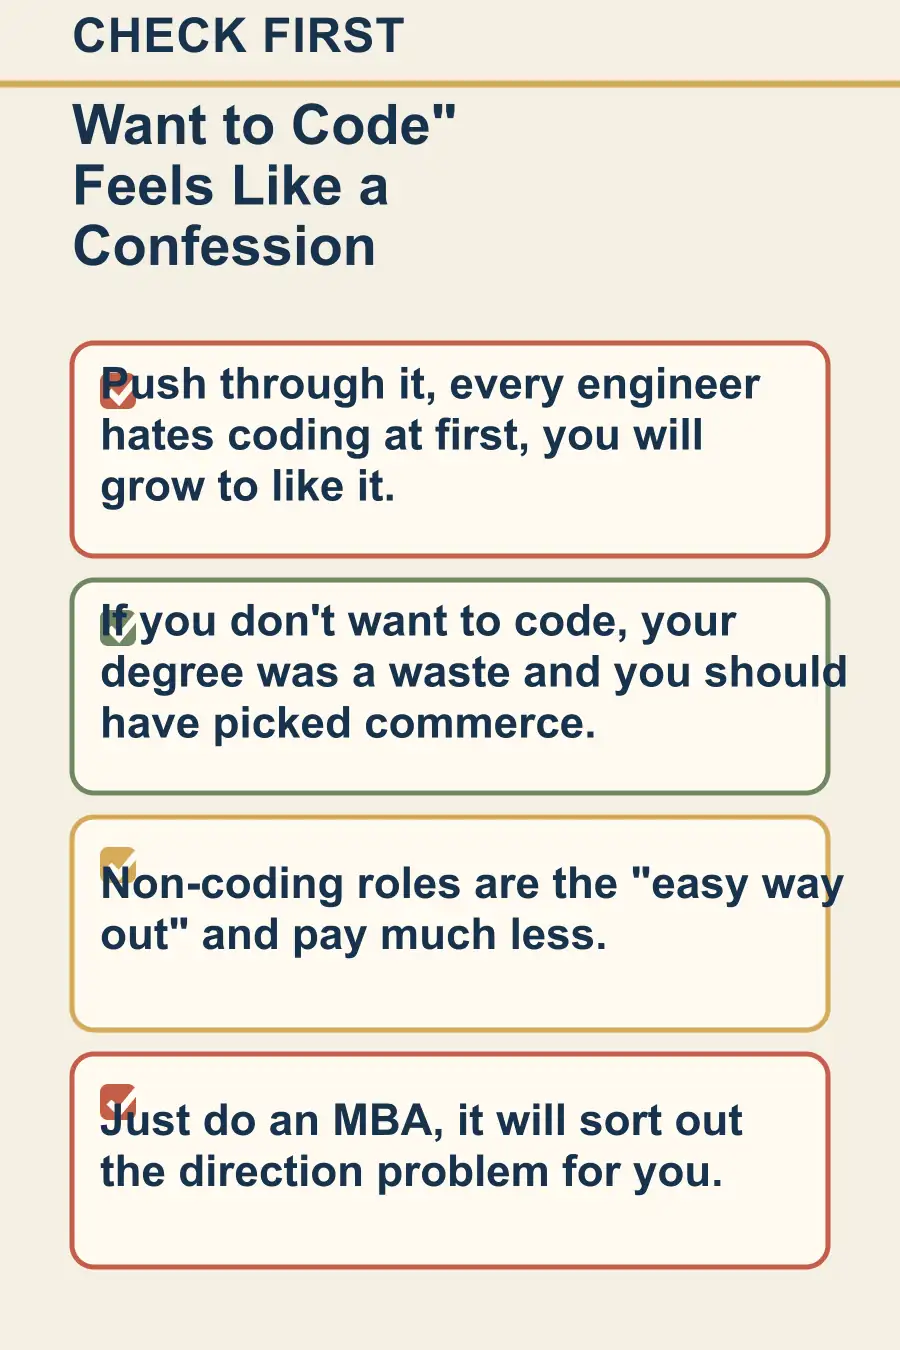 CHECK FIRST
Want to Code"
Feels Like a
Confession
Push through it, every engineer
hates coding at first, you will
grow to like it.
If you don't want to code, your
degree was a waste and you should
have picked commerce.
Non-coding roles are the "easy way
out" and pay much less.
Just do an MBA, it will sort out
the direction problem for you.